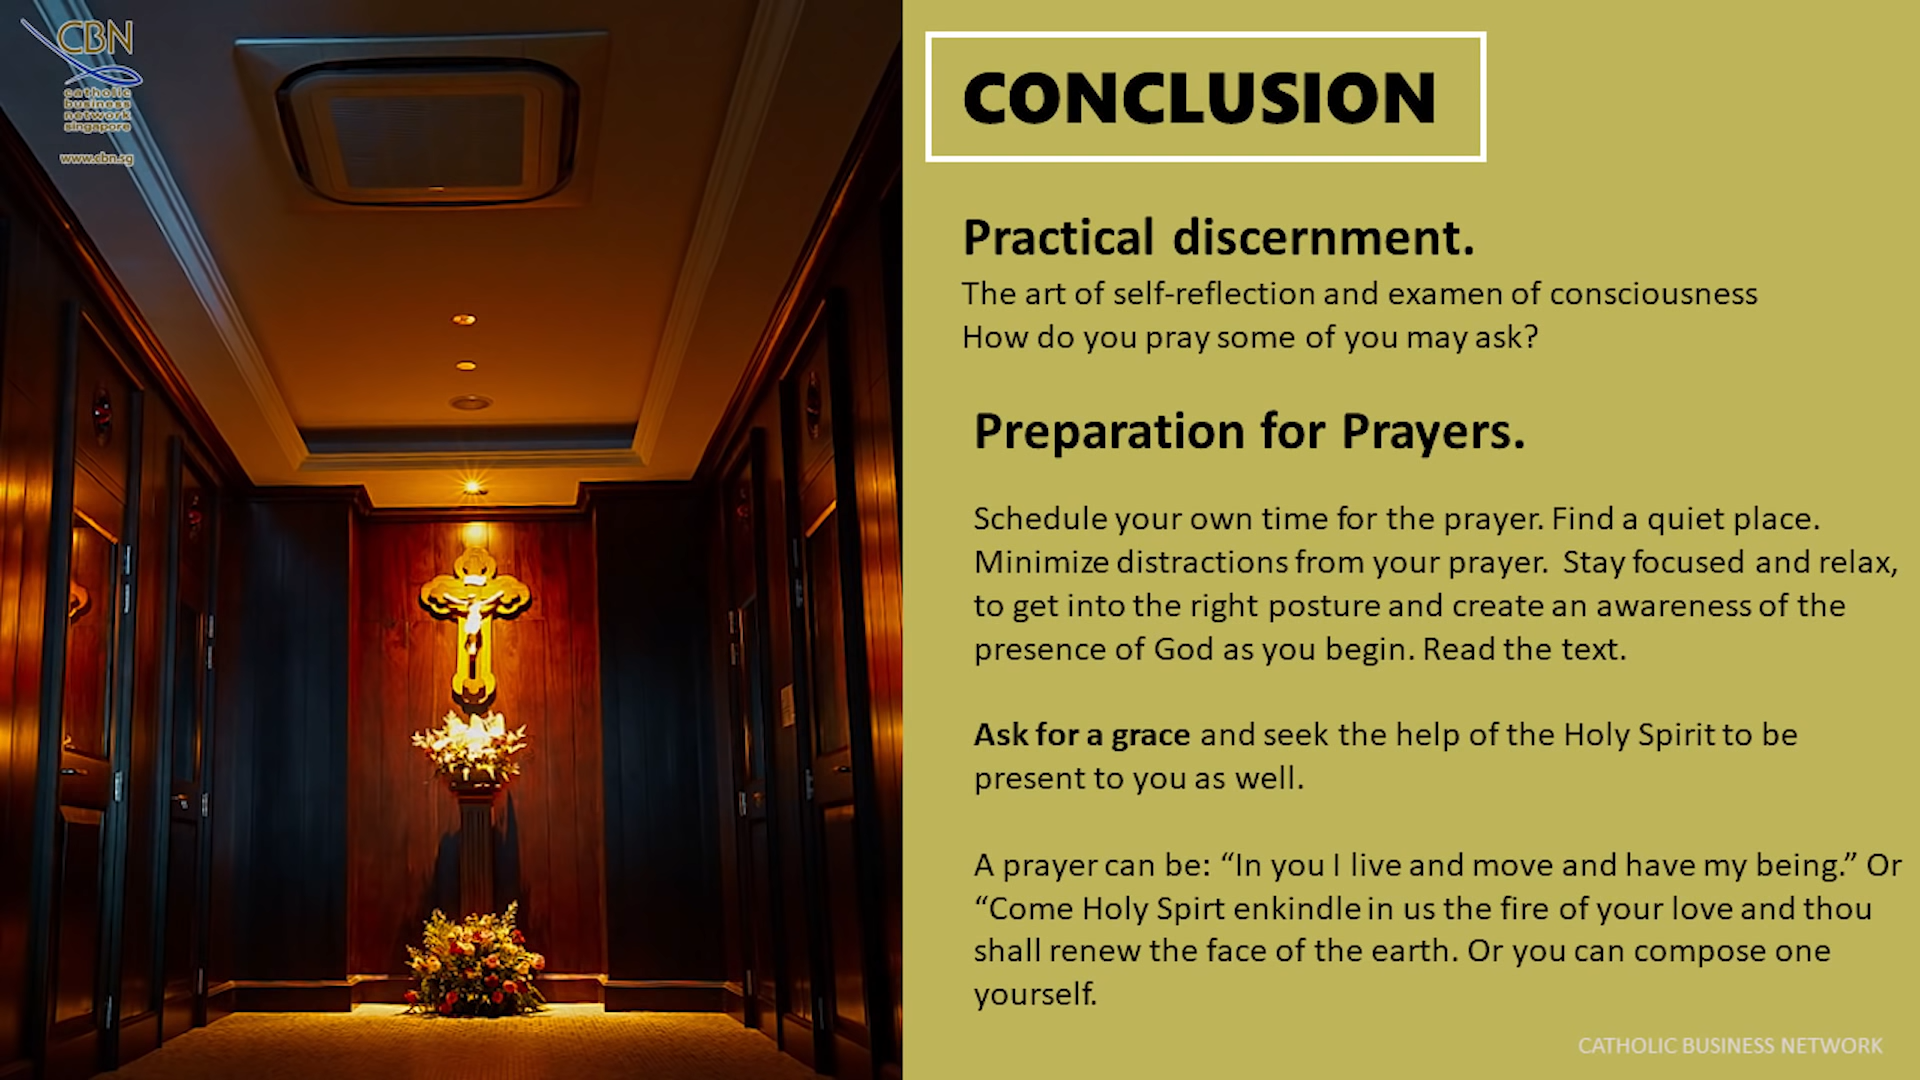 CBN
catholic
business
network
singapore
www.cbn.sg
CONCLUSION
Practical discernment.
The art of self-reflection and examen of consciousness
How do you pray some of you may ask?
Preparation for Prayers.
Schedule your own time for the prayer. Find a quiet place.
Minimize distractions from your prayer.  Stay focused and relax,
to get into the right posture and create an awareness of the
presence of God as you begin. Read the text.
Ask for a grace and seek the help of the Holy Spirit to be
present to you as well.
A prayer can be: “In you I live and move and have my being.” Or
“Come Holy Spirt enkindle in us the fire of your love and thou
shall renew the face of the earth. Or you can compose one
yourself.
CATHOLIC BUSINESS NETWORK